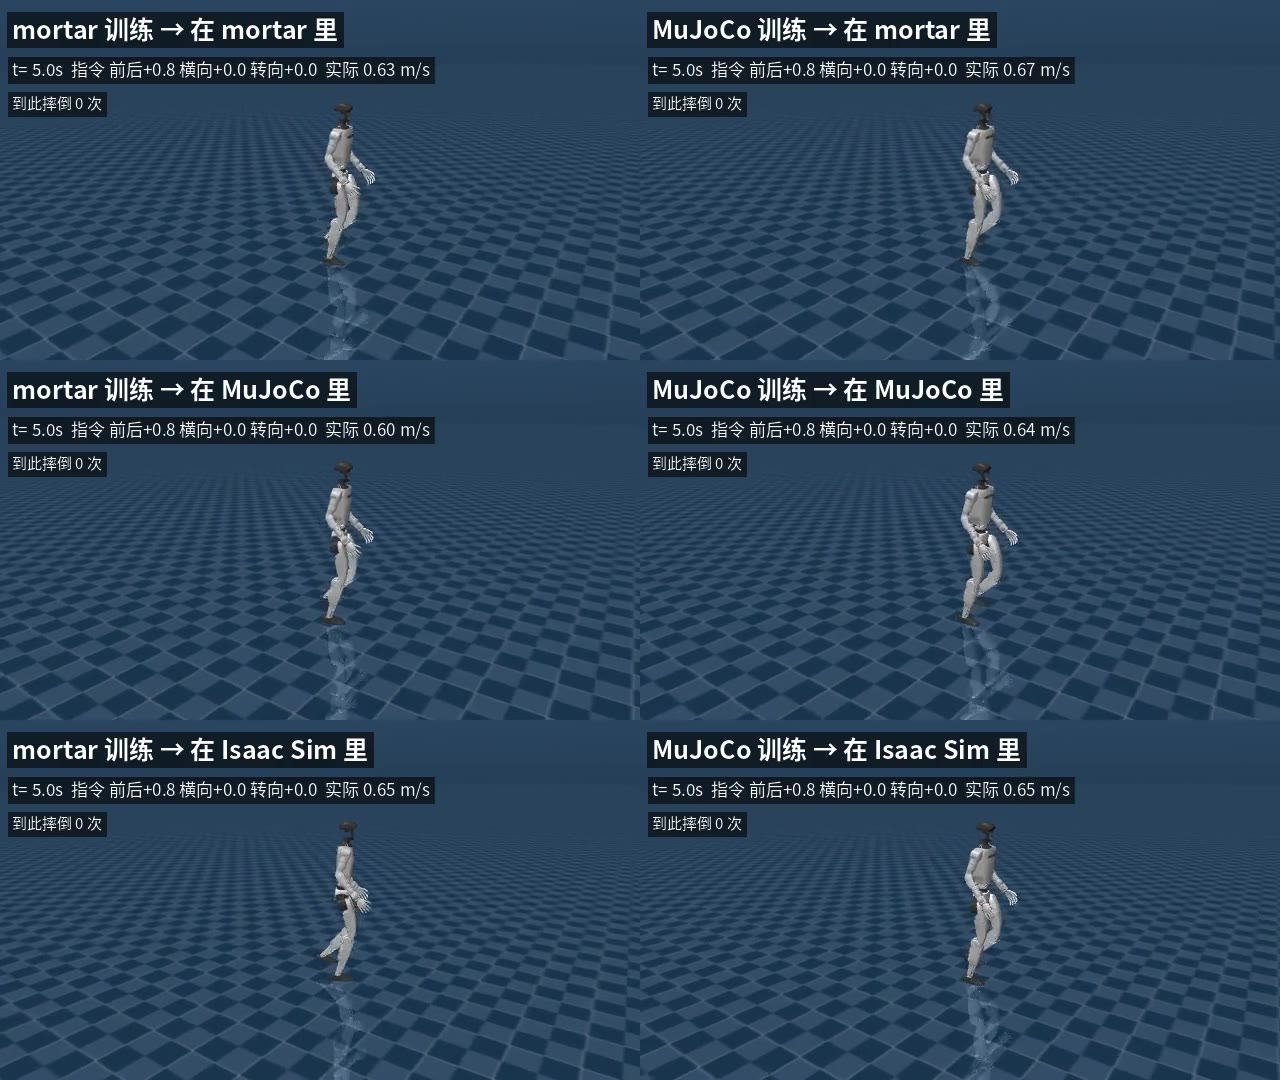 mortar 训练 → 在 mortar 里
t= 5.0s 指令 前后+0.8 横向+0.0 转向+0.0 实际 0.63 m/s
到此摔倒 0 次
MuJoCo 训练 → 在 mortar 里
t= 5.0s 指令 前后+0.8 横向+0.0 转向+0.0 实际 0.67 m/s
到此摔倒 0 次
mortar 训练 → 在 MuJoCo 里
t= 5.0s 指令 前后+0.8 横向+0.0 转向+0.0 实际 0.60 m/s
到此摔倒 0 次
MuJoCo 训练 → 在 MuJoCo 里
t= 5.0s 指令 前后+0.8 横向+0.0 转向+0.0 实际 0.64 m/s
到此摔倒 0 次
mortar 训练 → 在 Isaac Sim 里
t= 5.0s 指令 前后+0.8 横向+0.0 转向+0.0 实际 0.65 m/s
到此摔倒 0 次
MuJoCo 训练 → 在 Isaac Sim 里
t= 5.0s 指令 前后+0.8 横向+0.0 转向+0.0 实际 0.65 m/s
到此摔倒 0 次